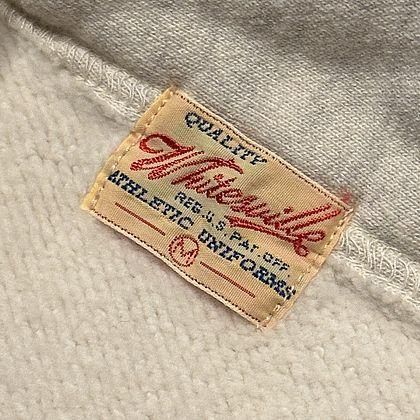 QUALITY
Whitesville
REG. U.S. PAT. OFF.
ATHLETIC UNIFORMS
M